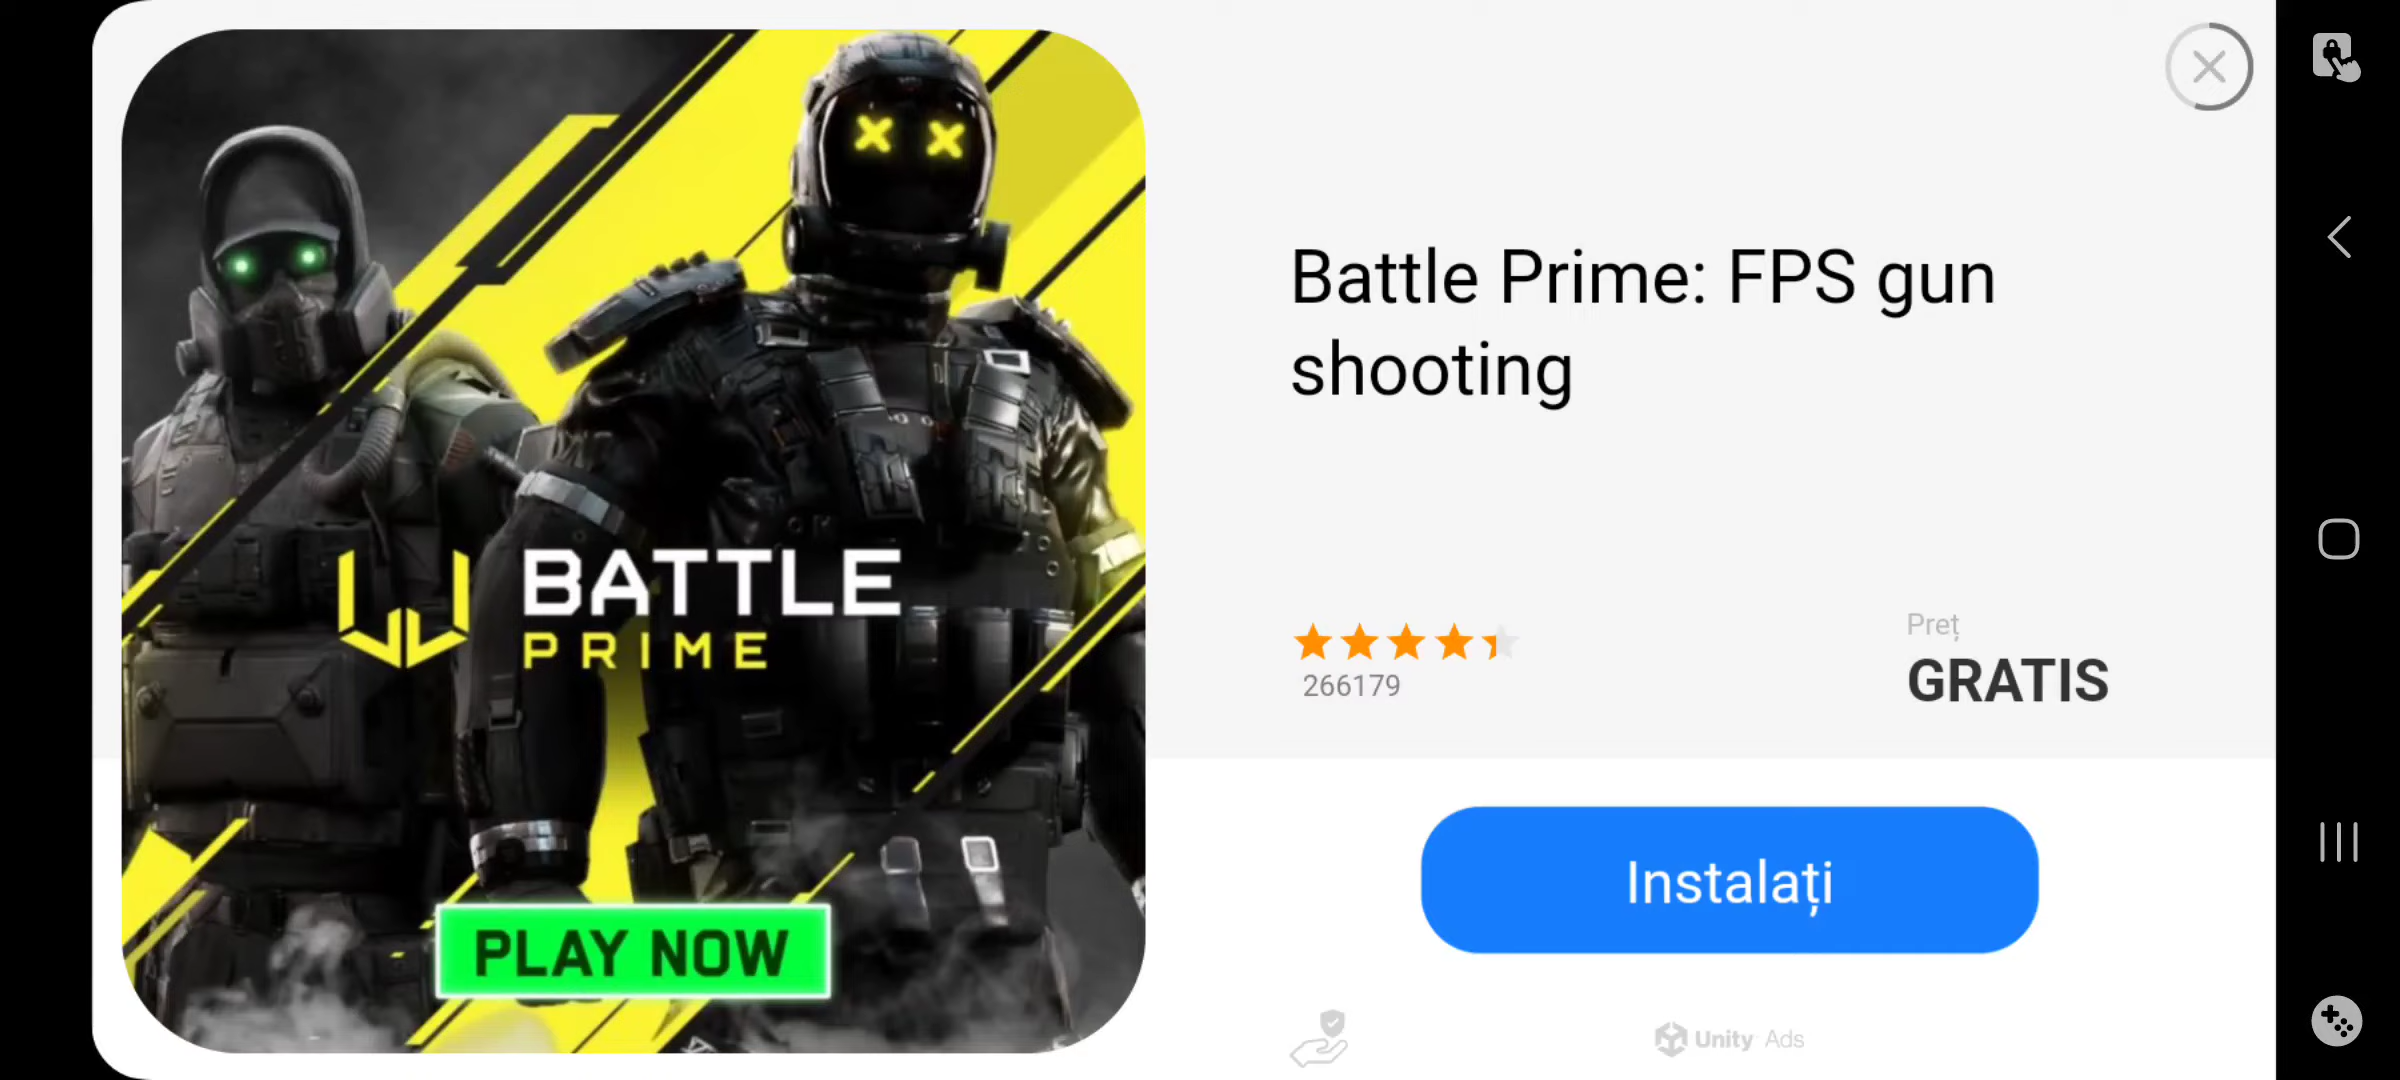 BATTLE
PRIME
PLAY NOW
Battle Prime: FPS gun
shooting
266179
Preț
GRATIS
Instalați
Unity Ads